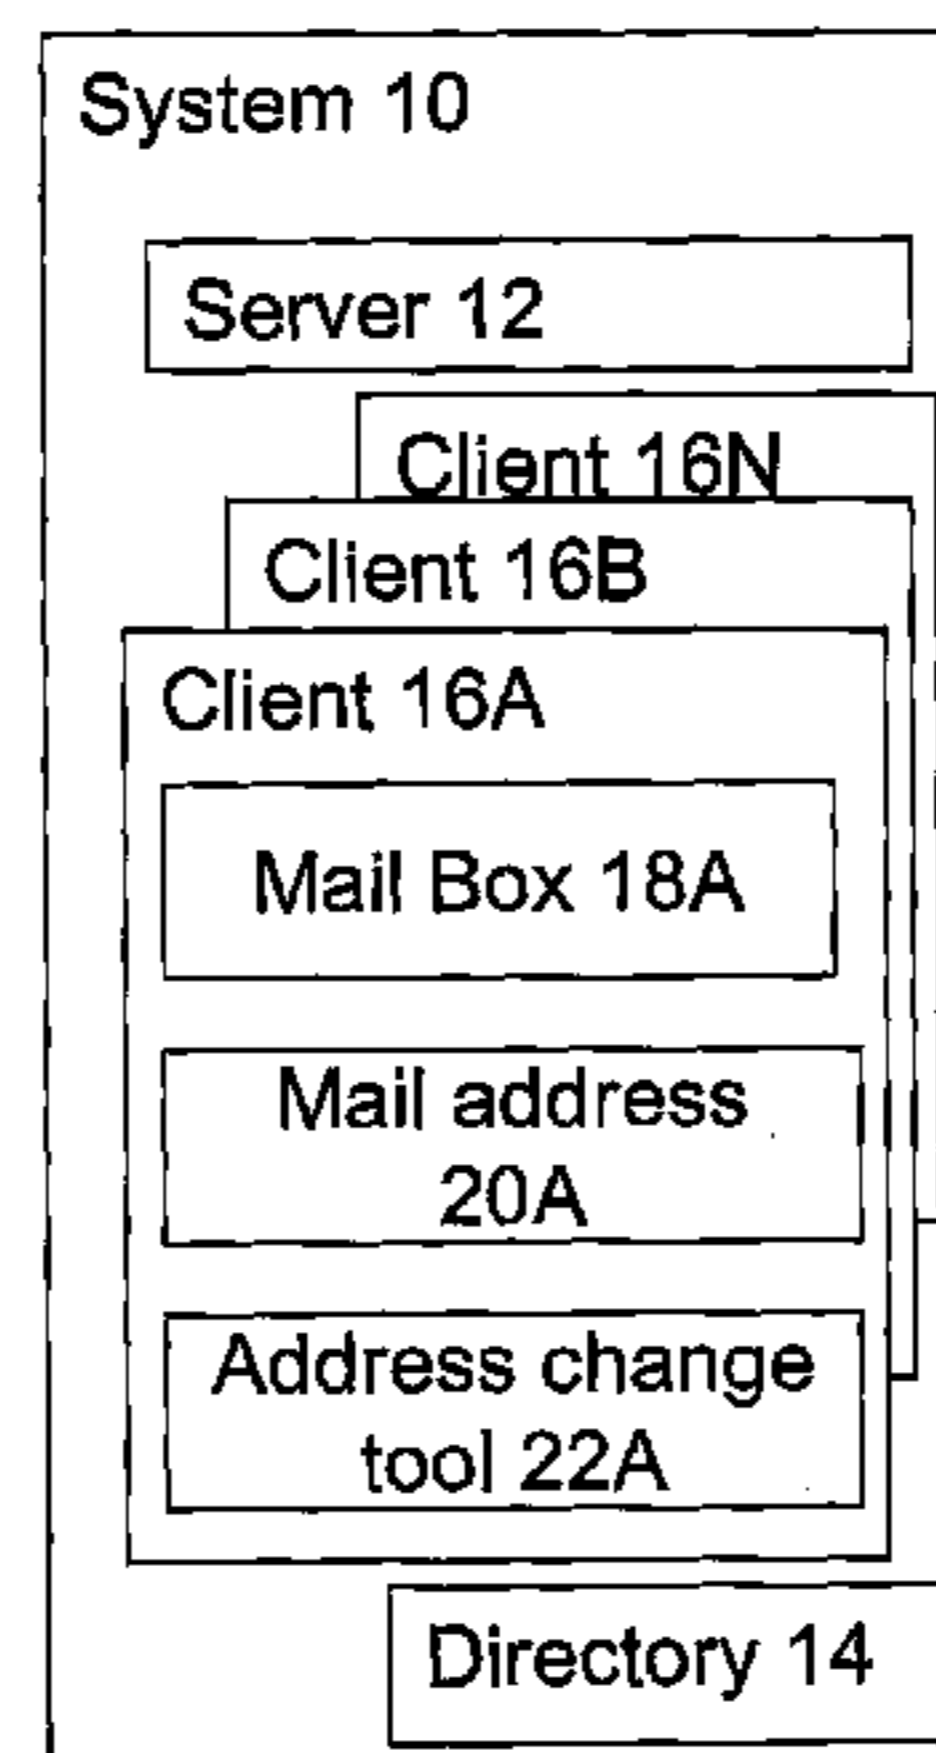 System 10
Server 12
Client 16N
Client 16B
Client 16A
Mail Box 18A
Mail address
20A
Address change
tool 22A
Directory 14